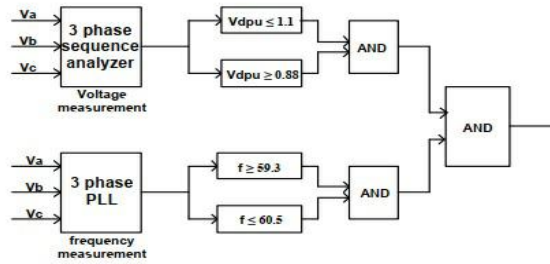 Va
Vb
Vc
3 phase
sequence
analyzer
Voltage
measurement
Vdpu ≤ 1.1
Vdpu ≥ 0.88
AND
AND
Va
Vb
Vc
3 phase
PLL
frequency
measurement
f ≥ 59.3
f ≤ 60.5
AND